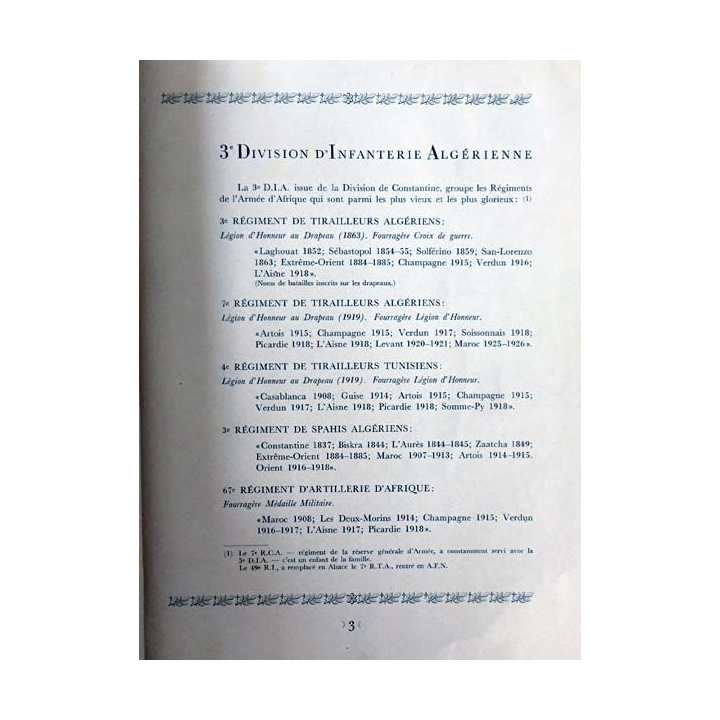 3e DIVISION D'INFANTERIE ALGÉRIENNE
La 3e D.I.A. issue de la Division de Constantine, groupe les Régiments
de l'Armée d'Afrique qui sont parmi les plus vieux et les plus glorieux: (1)
3e RÉGIMENT DE TIRAILLEURS ALGÉRIENS:
Légion d'Honneur au Drapeau (1863). Fourragère Croix de guerre.
«Laghouat 1852; Sébastopol 1854-55; Solférino 1859; San-Lorenzo
1863; Extrême-Orient 1884-1885; Champagne 1915; Verdun 1916;
L'Aisne 1918».
(Noms de batailles inscrits sur les drapeaux.)
7e RÉGIMENT DE TIRAILLEURS ALGÉRIENS:
Légion d'Honneur au Drapeau (1919). Fourragère Légion d'Honneur.
«Artois 1915; Champagne 1915; Verdun 1917; Soissonnais 1918;
Picardie 1918; L'Aisne 1918; Levant 1920-1921; Maroc 1925-1926».
4e RÉGIMENT DE TIRAILLEURS TUNISIENS:
Légion d'Honneur au Drapeau (1919). Fourragère Légion d'Honneur.
«Casablanca 1908; Guise 1914; Artois 1915; Champagne 1915;
Verdun 1917; L'Aisne 1918; Picardie 1918; Somme-Py 1918».
3e RÉGIMENT DE SPAHIS ALGÉRIENS:
«Constantine 1837; Biskra 1844; L'Aurès 1844-1845; Zaatcha 1849;
Extrême-Orient 1884-1885; Maroc 1907-1913; Artois 1914-1915.
Orient 1916-1918».
67e RÉGIMENT D'ARTILLERIE D'AFRIQUE:
Fourragère Médaille Militaire.
«Maroc 1908; Les Deux-Morins 1914; Champagne 1915; Verdun
1916-1917; L'Aisne 1917; Picardie 1918».
(1) Le 7e R.C.A. — régiment de la réserve générale d'Armée, a constamment servi avec la
3e D.I.A. — c'est un enfant de la famille.
Le 49e R.I., a remplacé en Alsace le 7e R.T.A., rentré en A.F.N.
3